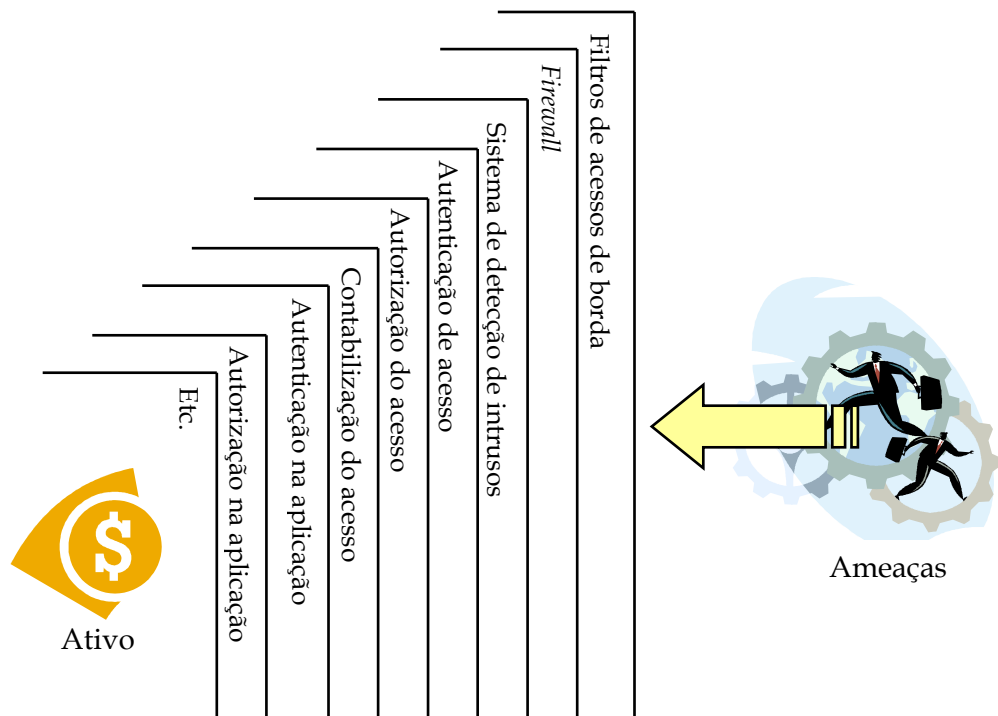 Filtros de acessos de borda
Firewall
Sistema de detecção de intrusos
Autenticação de acesso
Autorização do acesso
Contabilização do acesso
Autenticação na aplicação
Autorização na aplicação
Etc.
$
Ativo
Ameaças